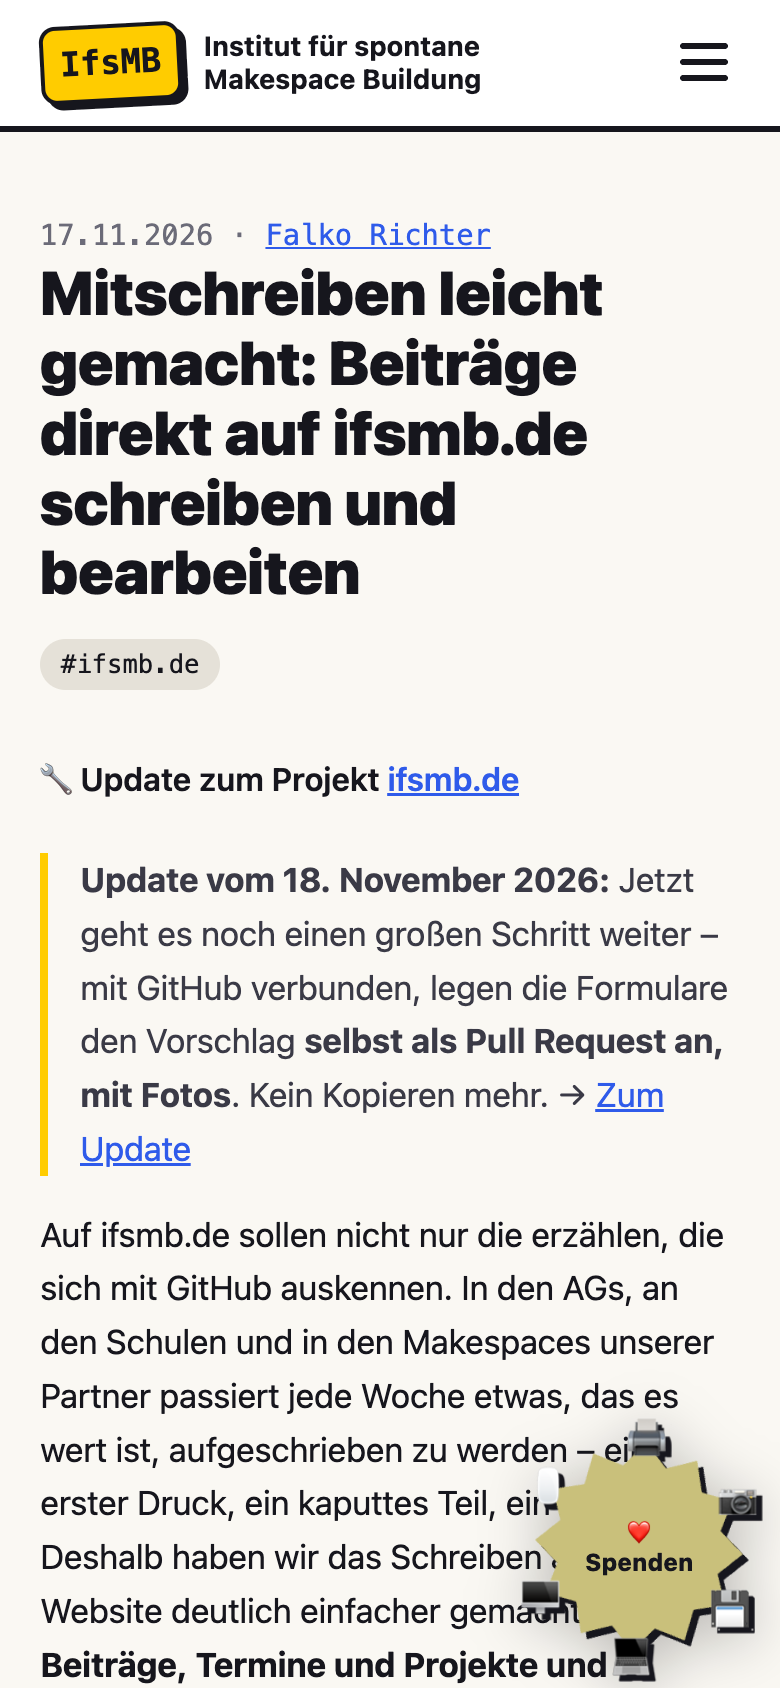 IfsMB
Institut für spontane
Makespace Buildung
17.11.2026 · Falko Richter
Mitschreiben leicht
gemacht: Beiträge
direkt auf ifsmb.de
schreiben und
bearbeiten
#ifsmb.de
🔧 Update zum Projekt ifsmb.de
Update vom 18. November 2026: Jetzt
geht es noch einen großen Schritt weiter –
mit GitHub verbunden, legen die Formulare
den Vorschlag selbst als Pull Request an,
mit Fotos. Kein Kopieren mehr. → Zum
Update
Auf ifsmb.de sollen nicht nur die erzählen, die
sich mit GitHub auskennen. In den AGs, an
den Schulen und in den Makespaces unserer
Partner passiert jede Woche etwas, das es
wert ist, aufgeschrieben zu werden –
erster Druck, ein kaputtes Teil,
Deshalb haben wir das Schreiben
Website deutlich einfacher gemacht
Beiträge, Termine und Projekte und
❤️
Spenden